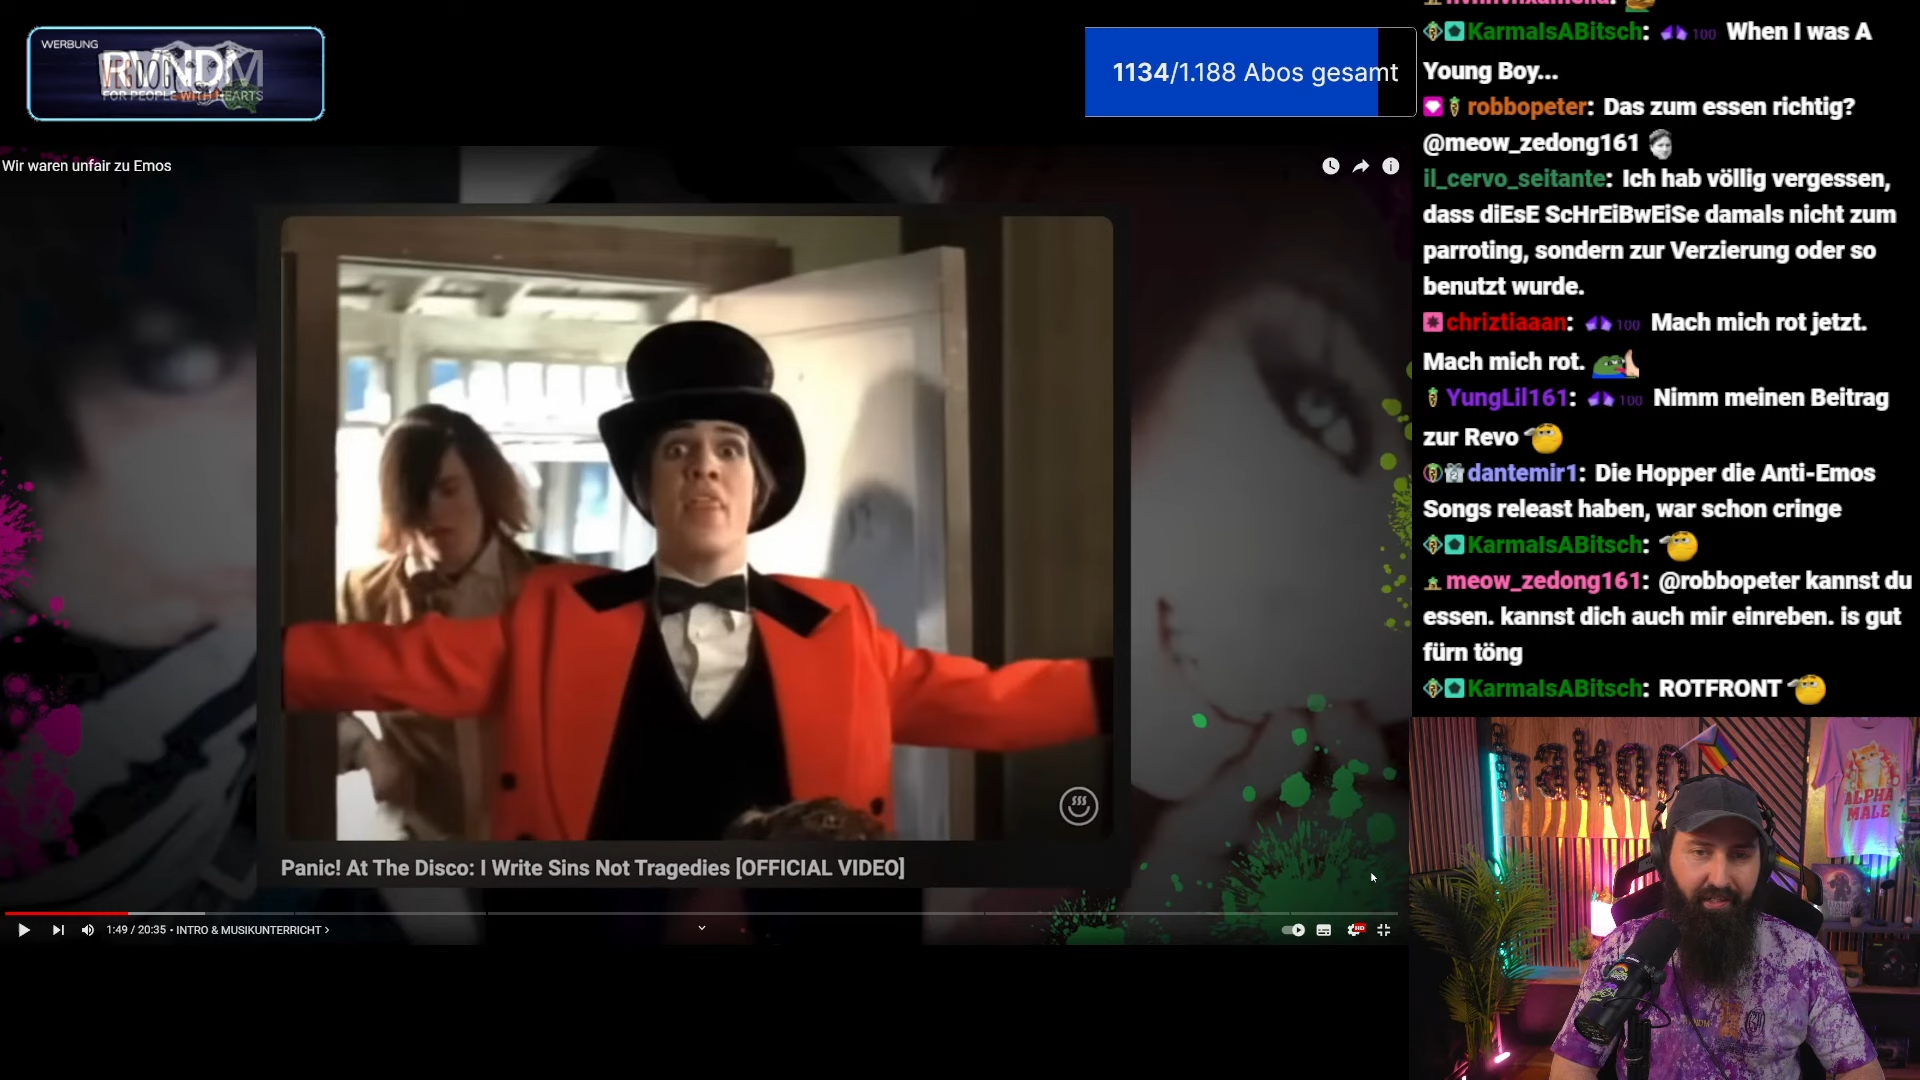 WERBUNG
RVNDM
FOR PEOPLE WITH HEARTS
1134/1.188 Abos gesamt
Wir waren unfair zu Emos
Panic! At The Disco: I Write Sins Not Tragedies [OFFICIAL VIDEO]
1:49 / 20:35 • INTRO & MUSIKUNTERRICHT ›
HD
KarmaIsABitsch: 100 When I was A
Young Boy...
robbopeter: Das zum essen richtig?
@meow_zedong161
il_cervo_seitante: Ich hab völlig vergessen,
dass diEsE ScHrEiBwEiSe damals nicht zum
parroting, sondern zur Verzierung oder so
benutzt wurde.
chriztiaaan: 100 Mach mich rot jetzt.
Mach mich rot.
YungLil161: 100 Nimm meinen Beitrag
zur Revo
dantemir1: Die Hopper die Anti-Emos
Songs releast haben, war schon cringe
KarmaIsABitsch:
meow_zedong161: @robbopeter kannst du
essen. kannst dich auch mir einreben. is gut
fürn töng
KarmaIsABitsch: ROTFRONT
ALPHA
MALE